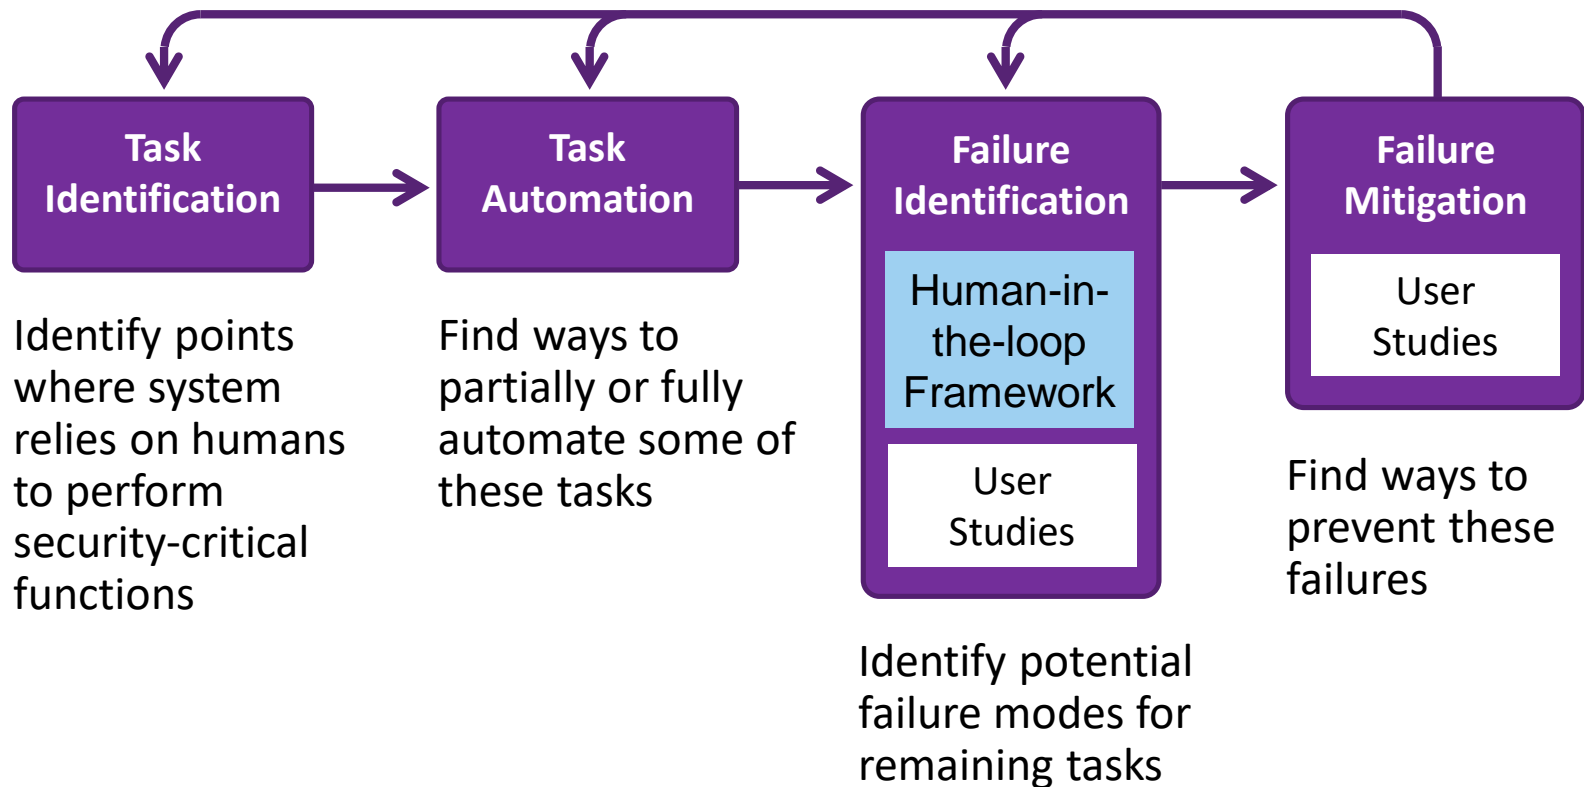 Task
Identification
Task
Automation
Failure
Identification
Human-in-
the-loop
Framework
User
Studies
Failure
Mitigation
User
Studies
Identify points
where system
relies on humans
to perform
security-critical
functions
Find ways to
partially or fully
automate some of
these tasks
Identify potential
failure modes for
remaining tasks
Find ways to
prevent these
failures